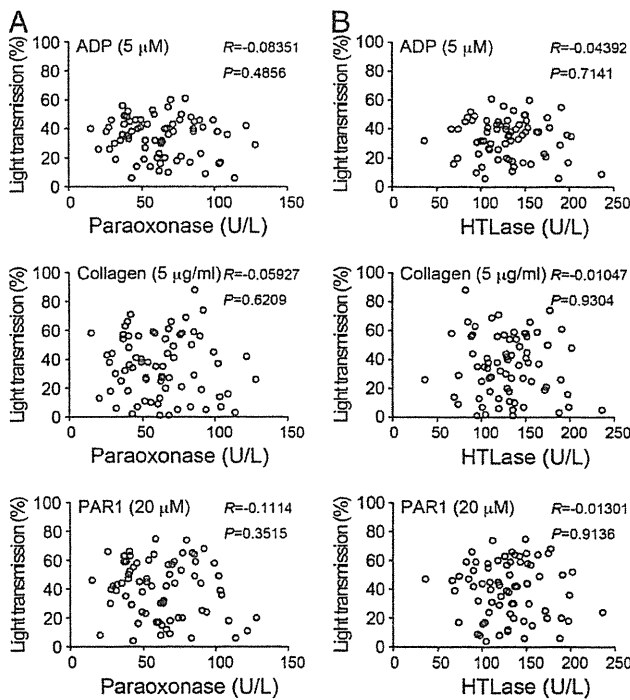 A
B
ADP (5 μM)
R=-0.08351
P=0.4856
Light transmission (%)
100
80
60
40
20
0
0 50 100 150
Paraoxonase (U/L)
ADP (5 μM)
R=-0.04392
P=0.7141
Light transmission (%)
100
80
60
40
20
0
0 50 100 150 200 250
HTLase (U/L)
Collagen (5 μg/ml)
R=-0.05927
P=0.6209
Light transmission (%)
100
80
60
40
20
0
0 50 100 150
Paraoxonase (U/L)
Collagen (5 μg/ml)
R=-0.01047
P=0.9304
Light transmission (%)
100
80
60
40
20
0
0 50 100 150 200 250
HTLase (U/L)
PAR1 (20 μM)
R=-0.1114
P=0.3515
Light transmission (%)
100
80
60
40
20
0
0 50 100 150
Paraoxonase (U/L)
PAR1 (20 μM)
R=-0.01301
P=0.9136
Light transmission (%)
100
80
60
40
20
0
0 50 100 150 200 250
HTLase (U/L)